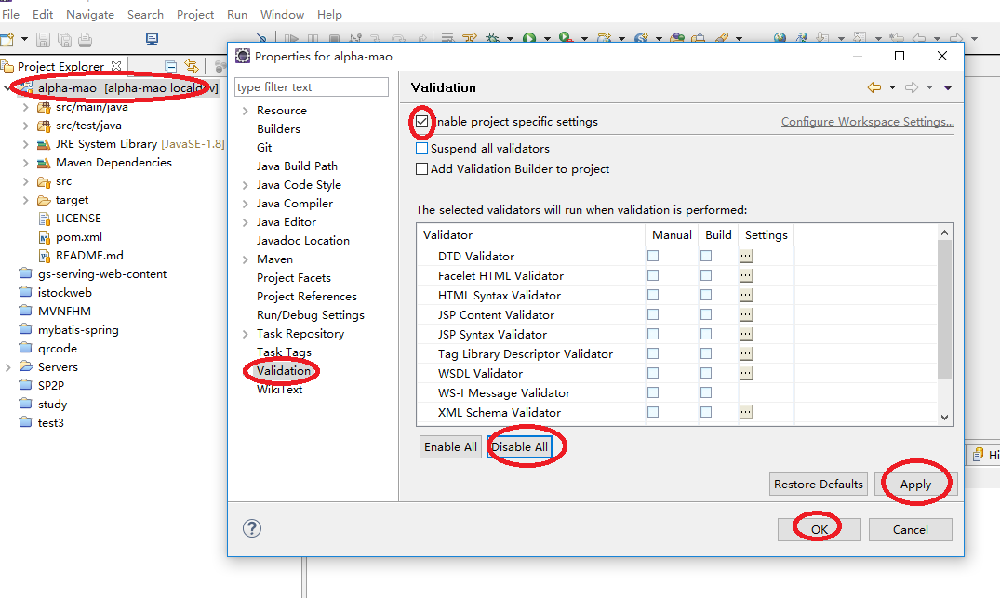 File Edit Navigate Search Project Run Window Help
Project Explorer
alpha-mao [alpha-mao localdev]
src/main/java
src/test/java
JRE System Library [JavaSE-1.8]
Maven Dependencies
src
target
LICENSE
pom.xml
README.md
gs-serving-web-content
istockweb
MVNFHM
mybatis-spring
qrcode
Servers
SP2P
study
test3
Properties for alpha-mao
type filter text
Resource
Builders
Git
Java Build Path
Java Code Style
Java Compiler
Java Editor
Javadoc Location
Maven
Project Facets
Project References
Run/Debug Settings
Task Repository
Task Tags
Validation
WikiText
Validation
Enable project specific settings
Configure Workspace Settings...
Suspend all validators
Add Validation Builder to project
The selected validators will run when validation is performed:
Validator Manual Build Settings
DTD Validator ...
Facelet HTML Validator ...
HTML Syntax Validator ...
JSP Content Validator ...
JSP Syntax Validator ...
Tag Library Descriptor Validator ...
WSDL Validator ...
WS-I Message Validator
XML Schema Validator ...
Enable All Disable All
Restore Defaults Apply
? OK Cancel
Hi